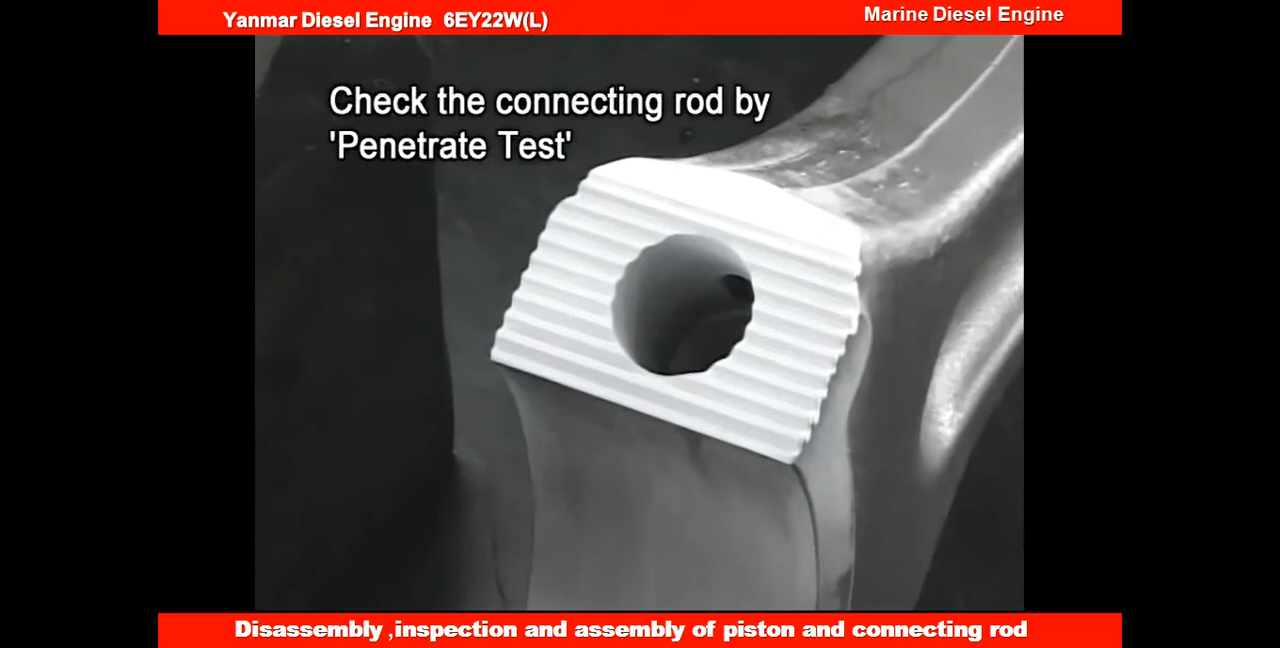 Yanmar Diesel Engine 6EY22W(L)
Marine Diesel Engine
Check the connecting rod by
'Penetrate Test'
Disassembly ,inspection and assembly of piston and connecting rod